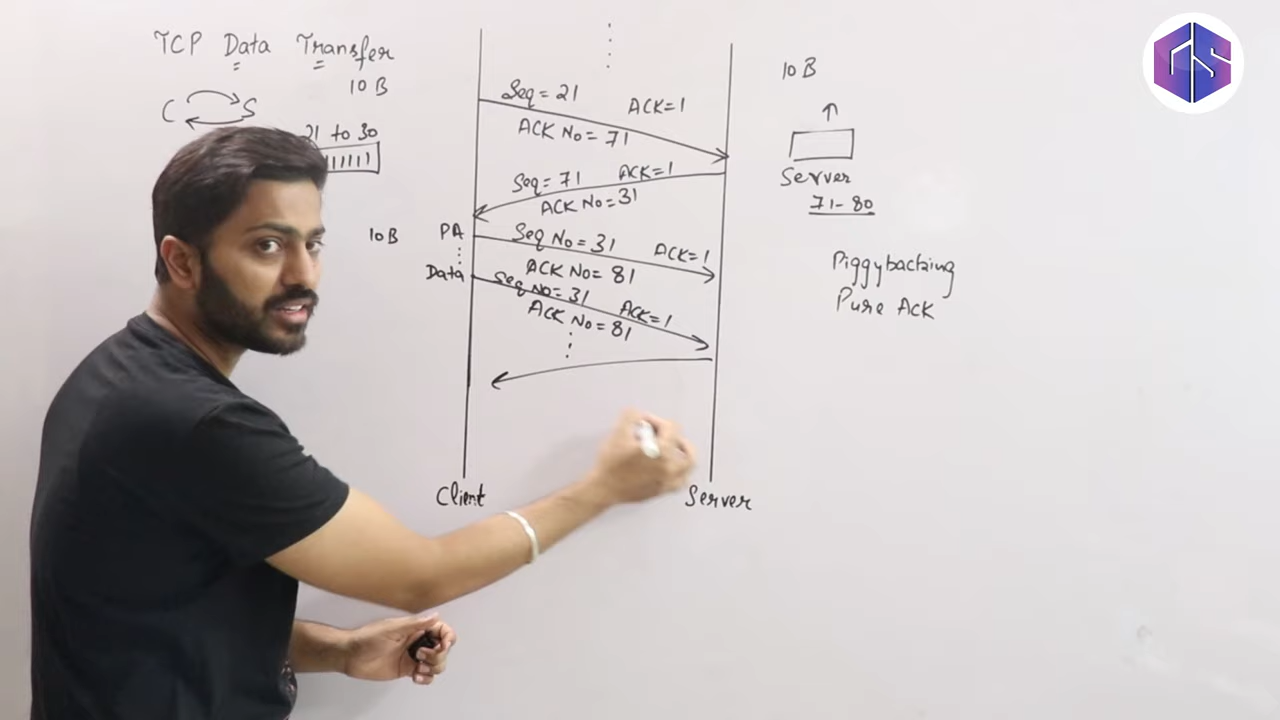 TCP Data Transfer
10 B
C S
21 to 30
Seq = 21 ACK=1
ACK No = 71
Seq = 71 ACK=1
ACK No = 31
10B
PA
Seq No = 31 ACK=1
ACK No = 81
Data
Seq No = 31 ACK=1
ACK No = 81
Client
Server
10 B
Server
71-80
Piggybacking
Pure ACK
GS